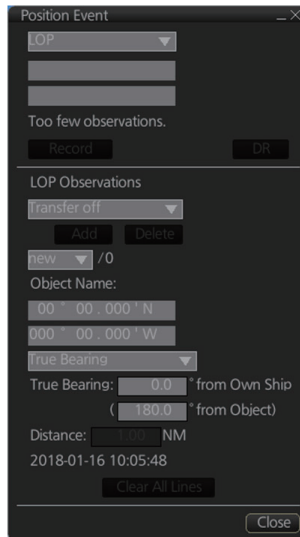 Position Event
LOP
Too few observations.
Record DR
LOP Observations
Transfer off
Add Delete
new /0
Object Name:
00 ° 00 . 000 ' N
000 ° 00 . 000 ' W
True Bearing
True Bearing: 0.0 ° from Own Ship
( 180.0 ° from Object)
Distance: 1.00 NM
2018-01-16 10:05:48
Clear All Lines
Close